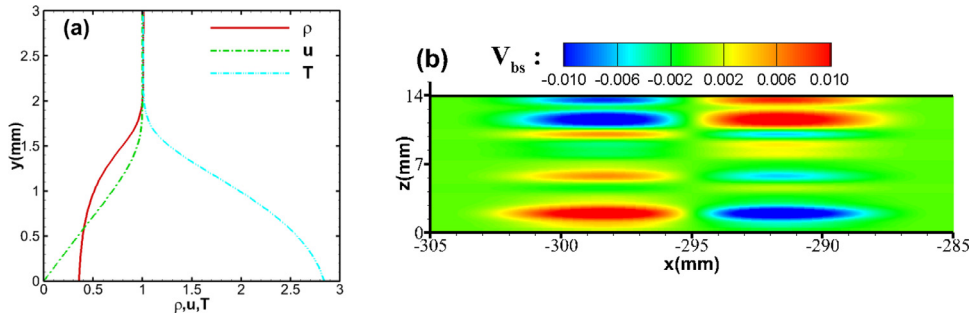 (a)
ρ
u
T
y(mm)
3
2.5
2
1.5
1
0.5
0
0 0.5 1 1.5 2 2.5 3
ρ,u,T
(b)
V_bs :
-0.010 -0.006 -0.002 0.002 0.006 0.010
z(mm)
14
7
0
-305 -300 -295 -290 -285
x(mm)